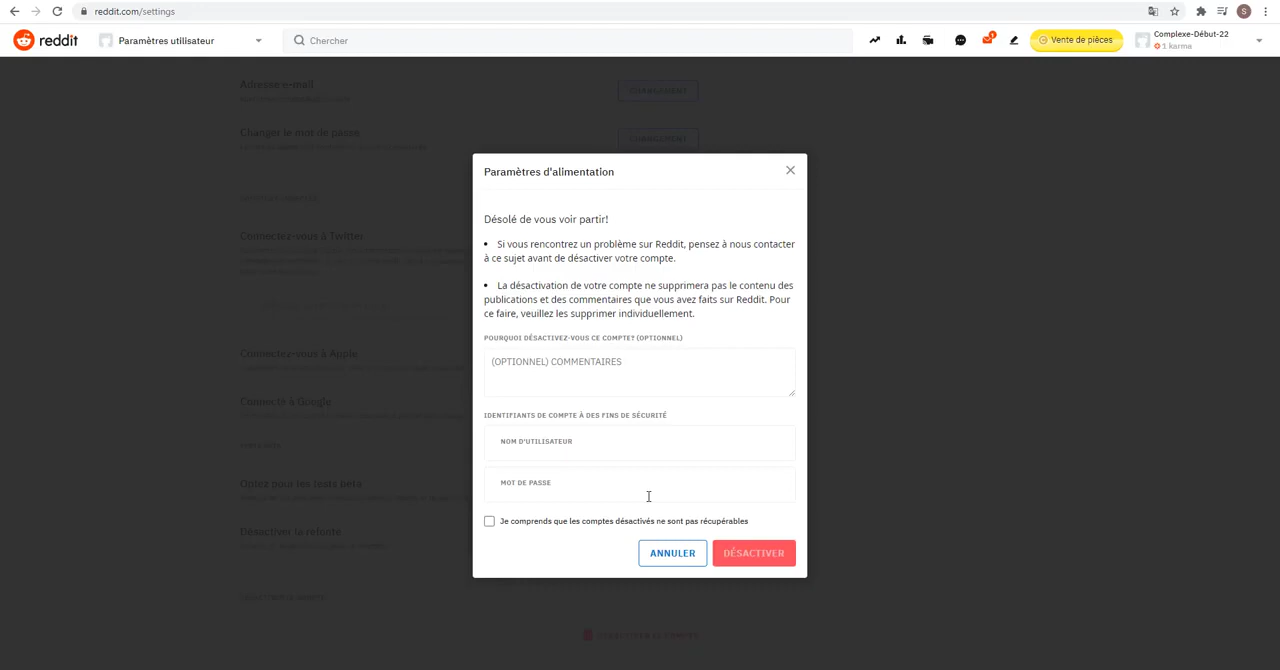 reddit.com/settings
S
reddit
Paramètres utilisateur
Chercher
Vente de pièces
Complexe-Début-22
1 karma
Adresse e-mail
CHANGEMENT
Changer le mot de passe
CHANGEMENT
Connectez-vous à Twitter
Connectez-vous à Apple
Connecté à Google
Optez pour les tests bêta
Désactiver la refonte
Paramètres d'alimentation
Désolé de vous voir partir!
• Si vous rencontrez un problème sur Reddit, pensez à nous contacter
à ce sujet avant de désactiver votre compte.
• La désactivation de votre compte ne supprimera pas le contenu des
publications et des commentaires que vous avez faits sur Reddit. Pour
ce faire, veuillez les supprimer individuellement.
POURQUOI DÉSACTIVEZ-VOUS CE COMPTE? (OPTIONNEL)
(OPTIONNEL) COMMENTAIRES
IDENTIFIANTS DE COMPTE À DES FINS DE SÉCURITÉ
NOM D'UTILISATEUR
MOT DE PASSE
Je comprends que les comptes désactivés ne sont pas récupérables
ANNULER
DÉSACTIVER